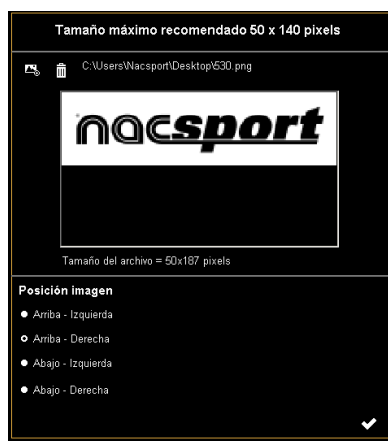 Tamaño máximo recomendado 50 x 140 pixels
C:\Users\Nacsport\Desktop\530.png
nacsport
Tamaño del archivo = 50x187 pixels
Posición imagen
Arriba - Izquierda
Arriba - Derecha
Abajo - Izquierda
Abajo - Derecha